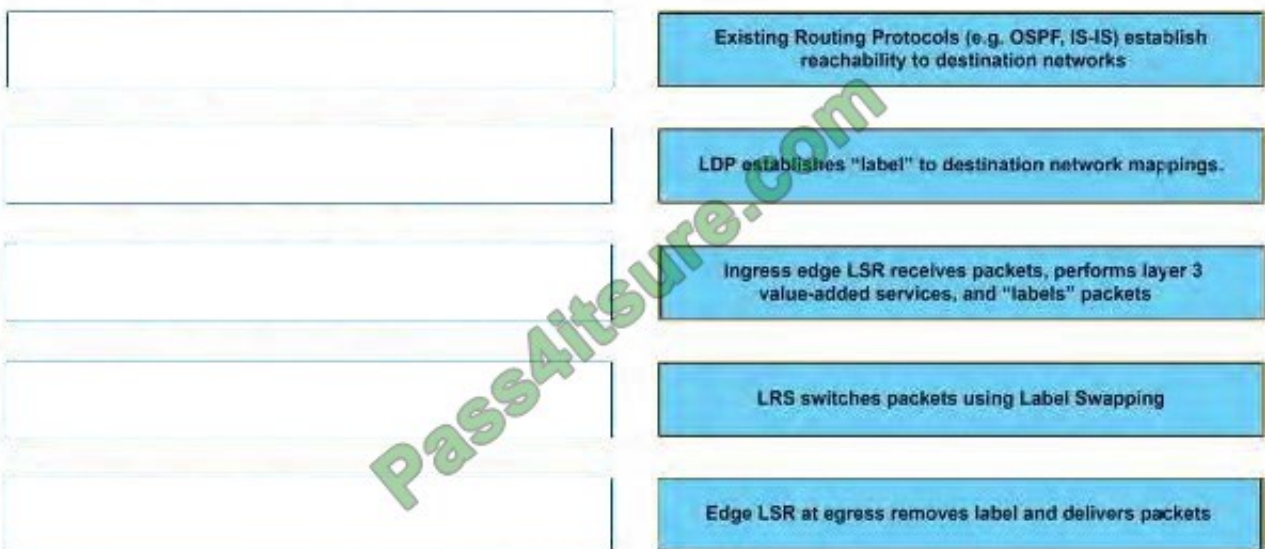 Existing Routing Protocols (e.g. OSPF, IS-IS) establish
reachability to destination networks
LDP establishes "label" to destination network mappings.
Ingress edge LSR receives packets, performs layer 3
value-added services, and "labels" packets
LRS switches packets using Label Swapping
Edge LSR at egress removes label and delivers packets
Pass4itsure.com